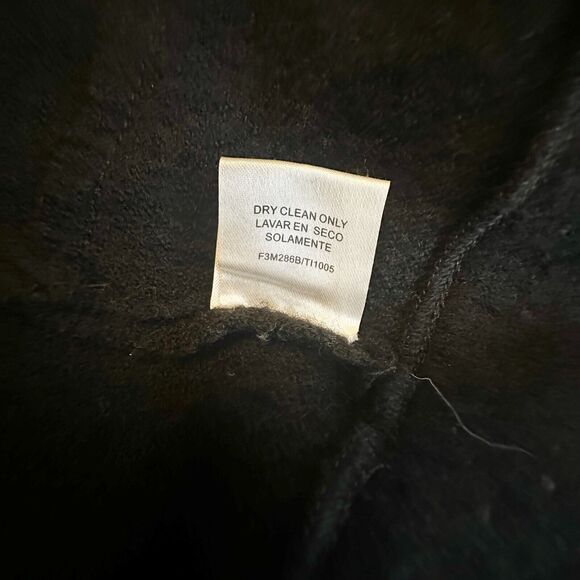 DRY CLEAN ONLY
LAVAR EN SECO
SOLAMENTE
F3M286B/TI1005